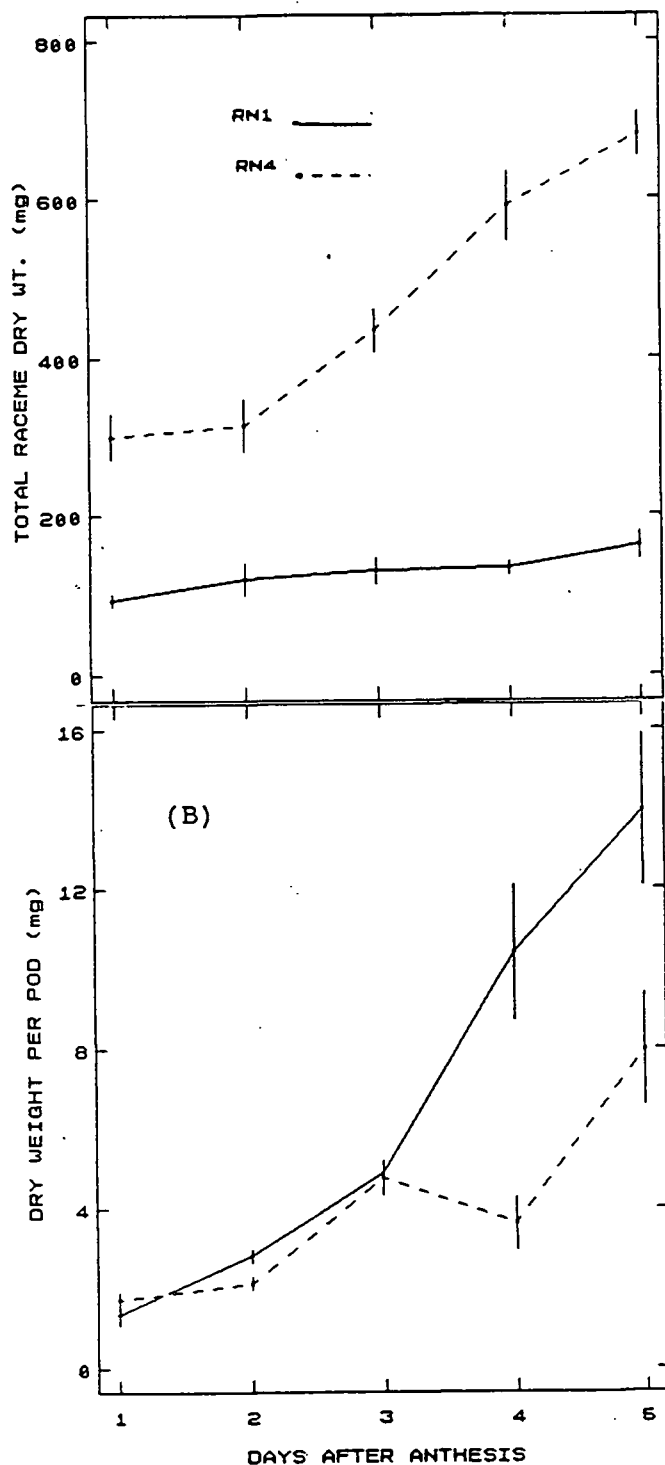 800
600
400
200
0
TOTAL RACEME DRY WT. (mg)
RN1
RN4
16
12
8
4
0
DRY WEIGHT PER POD (mg)
(B)
1 2 3 4 5
DAYS AFTER ANTHESIS